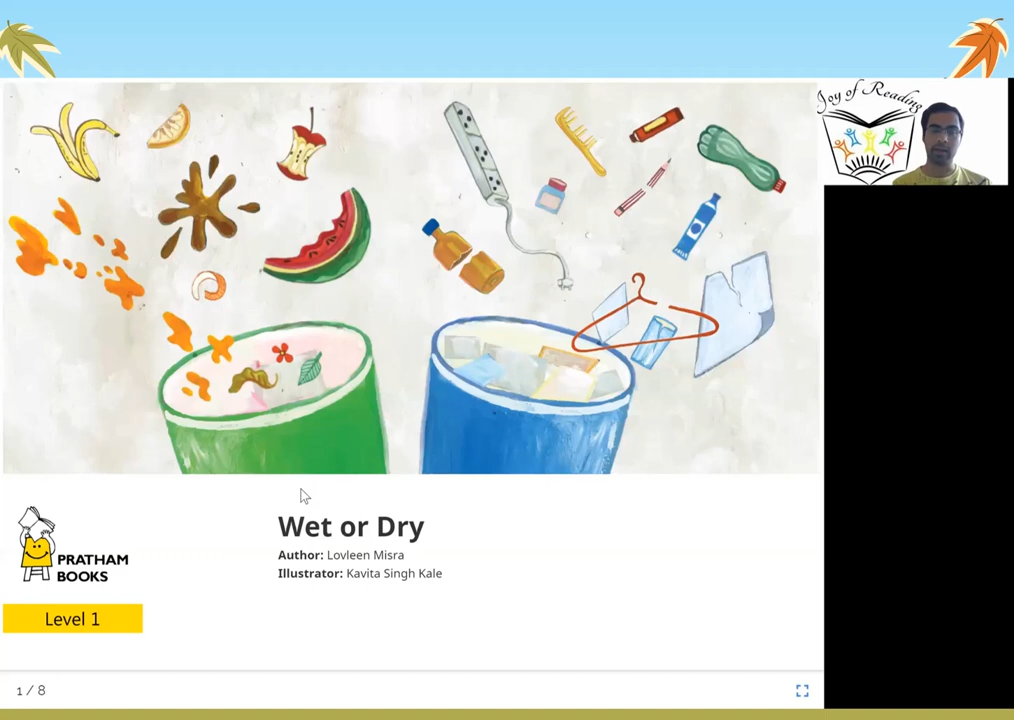 Joy of Reading
Wet or Dry
Author: Lovleen Misra
Illustrator: Kavita Singh Kale
PRATHAM
BOOKS
Level 1
1 / 8